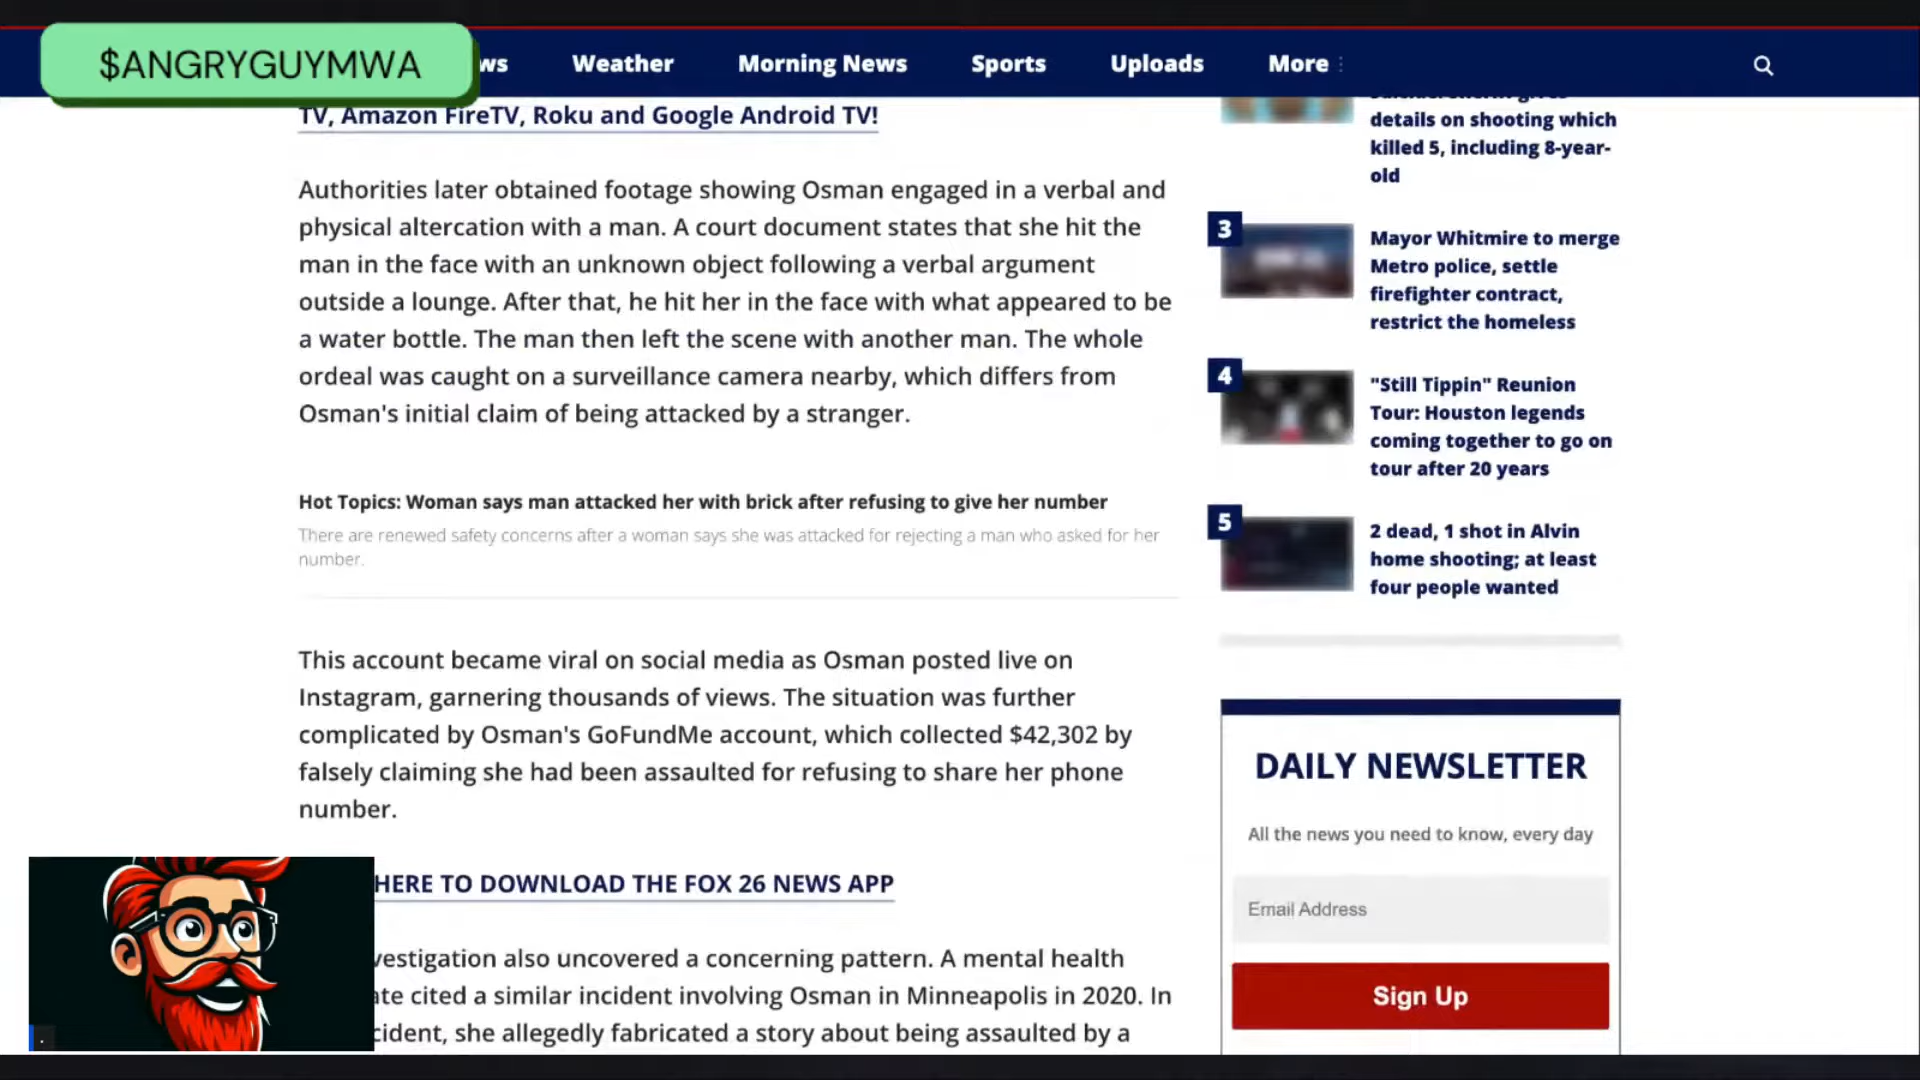 $ANGRYGUYMWA
ws Weather Morning News Sports Uploads More
TV, Amazon FireTV, Roku and Google Android TV!
Authorities later obtained footage showing Osman engaged in a verbal and
physical altercation with a man. A court document states that she hit the
man in the face with an unknown object following a verbal argument
outside a lounge. After that, he hit her in the face with what appeared to be
a water bottle. The man then left the scene with another man. The whole
ordeal was caught on a surveillance camera nearby, which differs from
Osman's initial claim of being attacked by a stranger.
Hot Topics: Woman says man attacked her with brick after refusing to give her number
There are renewed safety concerns after a woman says she was attacked for rejecting a man who asked for her
number.
This account became viral on social media as Osman posted live on
Instagram, garnering thousands of views. The situation was further
complicated by Osman's GoFundMe account, which collected $42,302 by
falsely claiming she had been assaulted for refusing to share her phone
number.
HERE TO DOWNLOAD THE FOX 26 NEWS APP
vestigation also uncovered a concerning pattern. A mental health
ate cited a similar incident involving Osman in Minneapolis in 2020. In
cident, she allegedly fabricated a story about being assaulted by a
details on shooting which
killed 5, including 8-year-
old
3
Mayor Whitmire to merge
Metro police, settle
firefighter contract,
restrict the homeless
4
"Still Tippin" Reunion
Tour: Houston legends
coming together to go on
tour after 20 years
5
2 dead, 1 shot in Alvin
home shooting; at least
four people wanted
DAILY NEWSLETTER
All the news you need to know, every day
Email Address
Sign Up